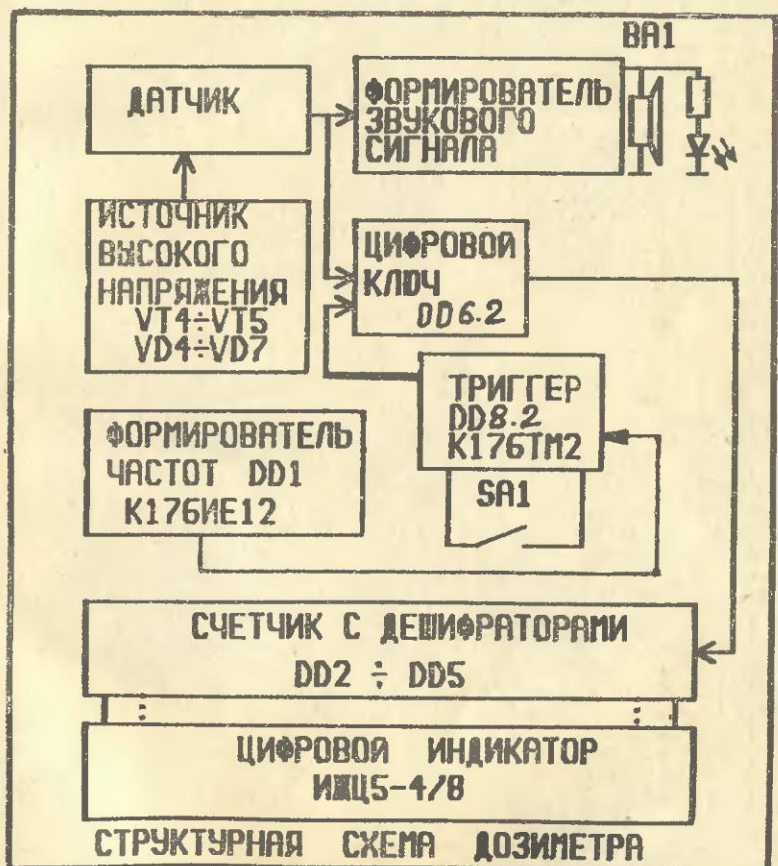 BA1
ДАТЧИК
ФОРМИРОВАТЕЛЬ
ЗВУКОВОГО
СИГНАЛА
ИСТОЧНИК
ВЫСОКОГО
НАПРЯЖЕНИЯ
VT4÷VT5
VD4÷VD7
ЦИФРОВОЙ
КЛЮЧ
DD6.2
ТРИГГЕР
DD8.2
К176ТМ2
SA1
ФОРМИРОВАТЕЛЬ
ЧАСТОТ DD1
К176ИЕ12
СЧЕТЧИК С ДЕШИФРАТОРАМИ
DD2 ÷ DD5
ЦИФРОВОЙ ИНДИКАТОР
ИЖЦ5-4/8
СТРУКТУРНАЯ СХЕМА ДОЗИМЕТРА